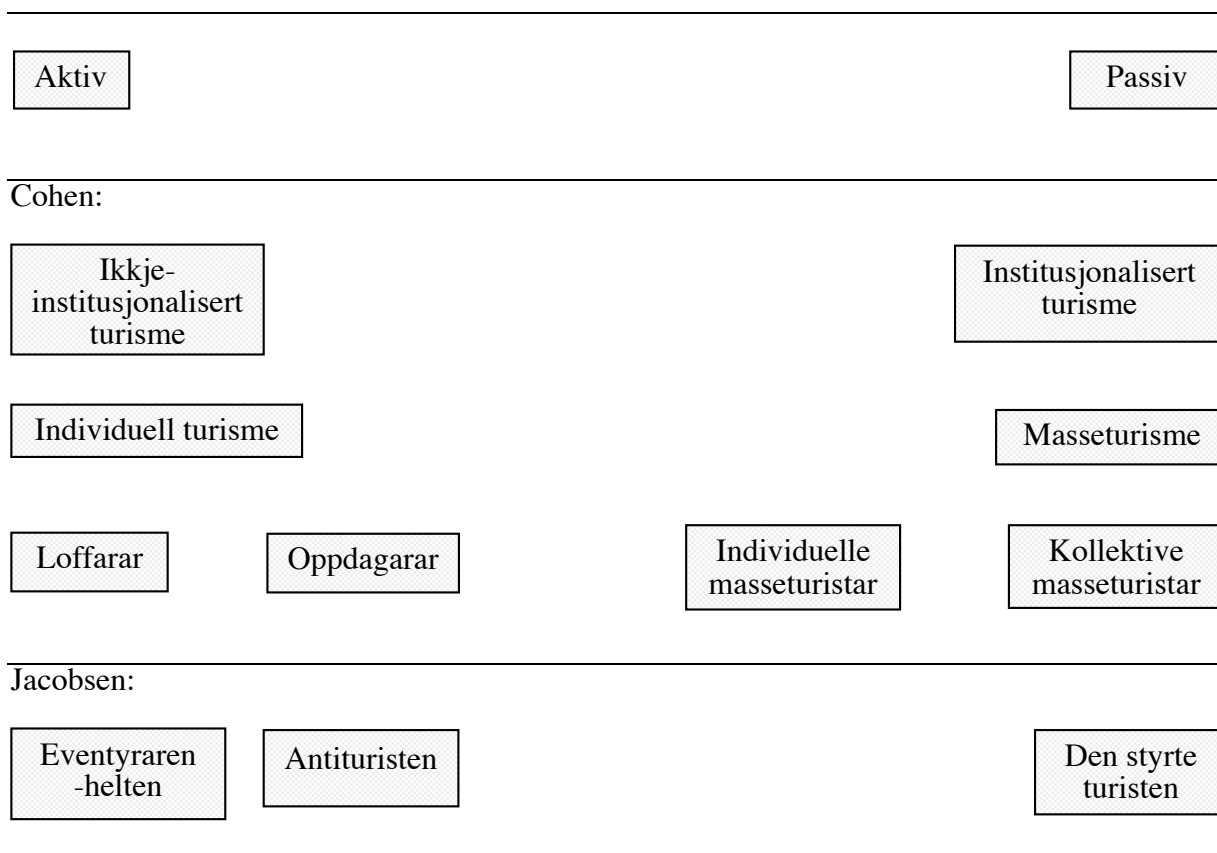 Aktiv
Passiv
Cohen:
Ikkje-
institusjonalisert
turisme
Institusjonalisert
turisme
Individuell turisme
Masseturisme
Loffarar
Oppdagarar
Individuelle
masseturistar
Kollektive
masseturistar
Jacobsen:
Eventyraren
-helten
Antituristen
Den styrte
turisten